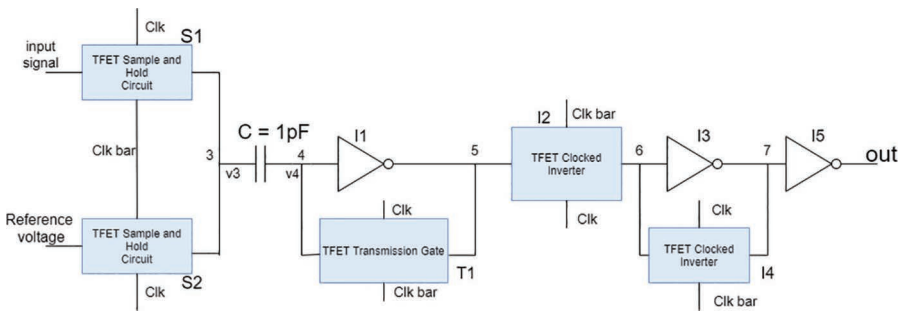 Clk
S1
input
signal
TFET Sample and
Hold
Circuit
Clk bar
C = 1pF
3
v3
4
v4
I1
5
I2
Clk bar
TFET Clocked
Inverter
Clk
6
I3
7
I5
out
Reference
voltage
TFET Sample and
Hold
Circuit
S2
Clk
Clk
TFET Transmission Gate
T1
Clk bar
Clk
TFET Clocked
Inverter
I4
Clk bar